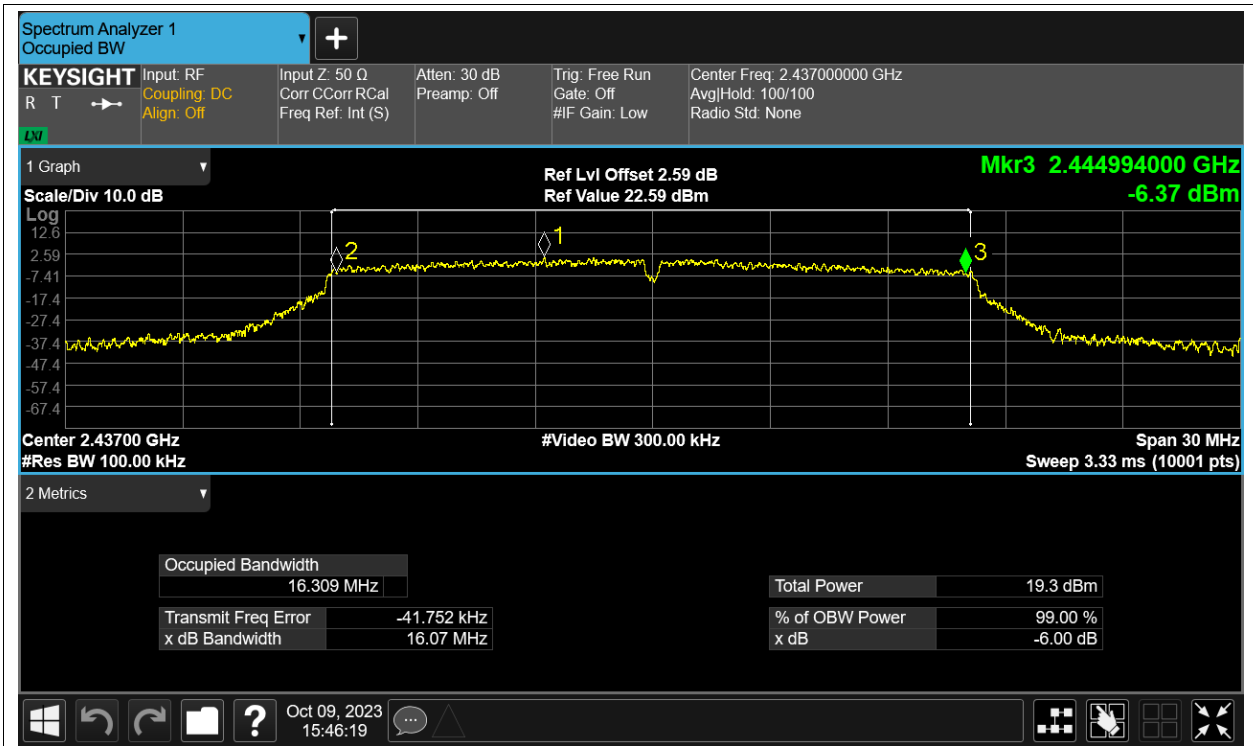 Spectrum Analyzer 1
Occupied BW
KEYSIGHT
R T
LXI
Input: RF
Coupling: DC
Align: Off
Input Z: 50 Ω
Corr CCorr RCal
Freq Ref: Int (S)
Atten: 30 dB
Preamp: Off
Trig: Free Run
Gate: Off
#IF Gain: Low
Center Freq: 2.437000000 GHz
Avg|Hold: 100/100
Radio Std: None
1 Graph
Scale/Div 10.0 dB
Ref Lvl Offset 2.59 dB
Ref Value 22.59 dBm
Mkr3 2.444994000 GHz
-6.37 dBm
Log
12.6
2.59
-7.41
-17.4
-27.4
-37.4
-47.4
-57.4
-67.4
2
1
3
Center 2.43700 GHz
#Video BW 300.00 kHz
Span 30 MHz
#Res BW 100.00 kHz
Sweep 3.33 ms (10001 pts)
2 Metrics
Occupied Bandwidth
16.309 MHz
Total Power 19.3 dBm
Transmit Freq Error -41.752 kHz
% of OBW Power 99.00 %
x dB Bandwidth 16.07 MHz
x dB -6.00 dB
?
Oct 09, 2023
15:46:19